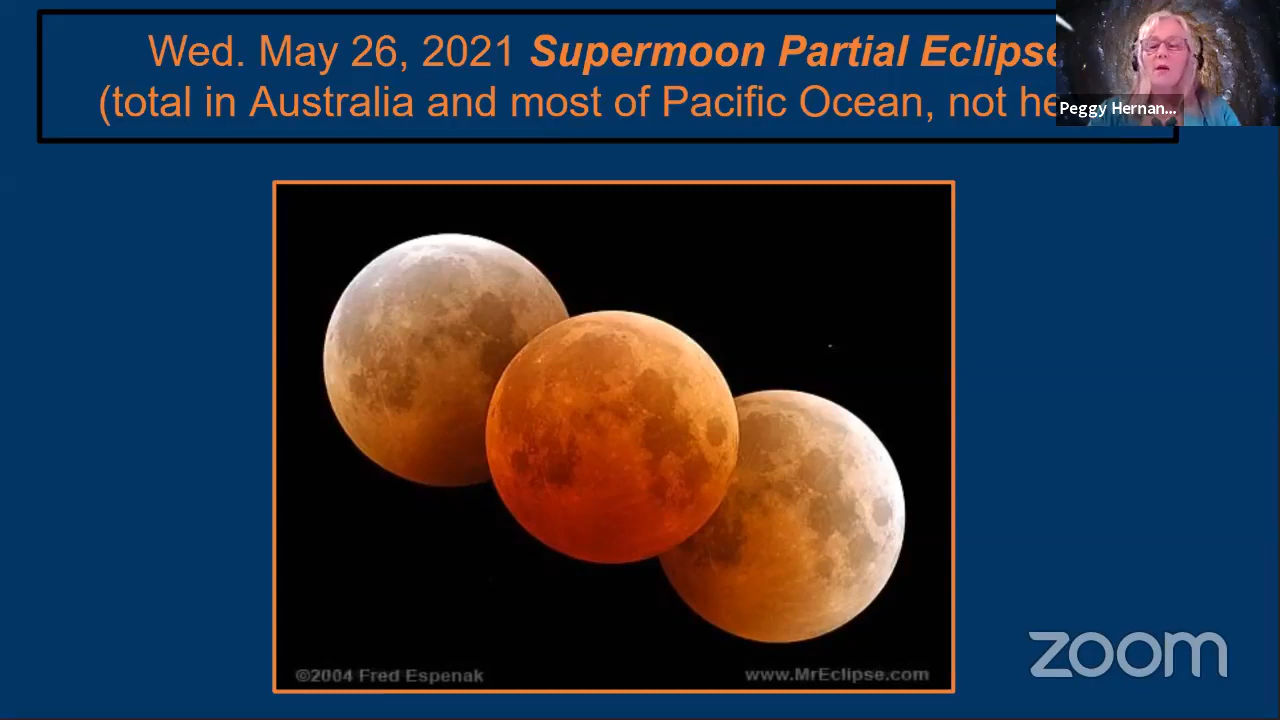 Wed. May 26, 2021 Supermoon Partial Eclipse
(total in Australia and most of Pacific Ocean, not he
Peggy Hernan...
©2004 Fred Espenak
www.MrEclipse.com
zoom